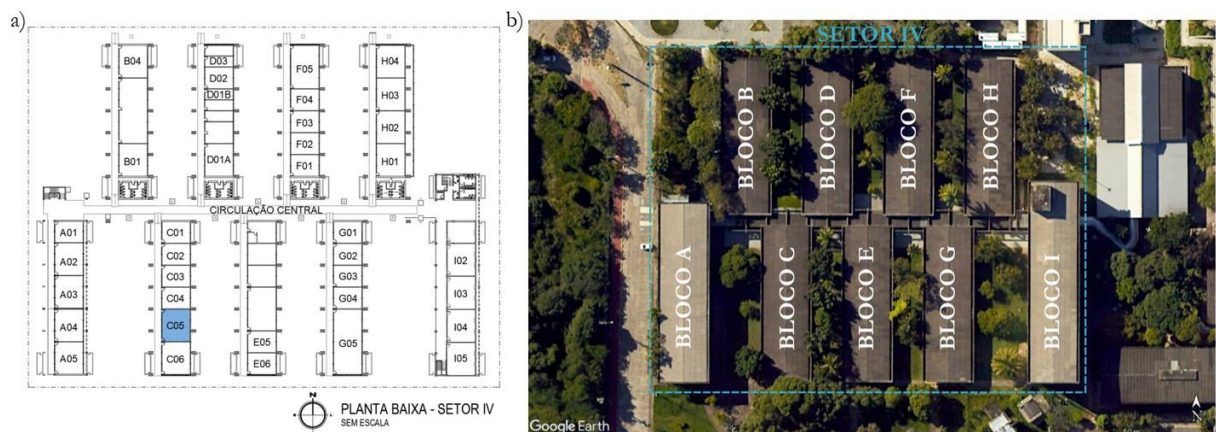 a)
B04
B01
D03
D02
D01B
D01A
F05
F04
F03
F02
F01
H04
H03
H02
H01
CIRCULAÇÃO CENTRAL
A01
A02
A03
A04
A05
C01
C02
C03
C04
C05
C06
E05
E06
G01
G02
G03
G04
G05
I02
I03
I04
I05
N
PLANTA BAIXA - SETOR IV
SEM ESCALA
b)
SETOR IV
BLOCO B
BLOCO D
BLOCO F
BLOCO H
BLOCO A
BLOCO C
BLOCO E
BLOCO G
BLOCO I
Google Earth
N